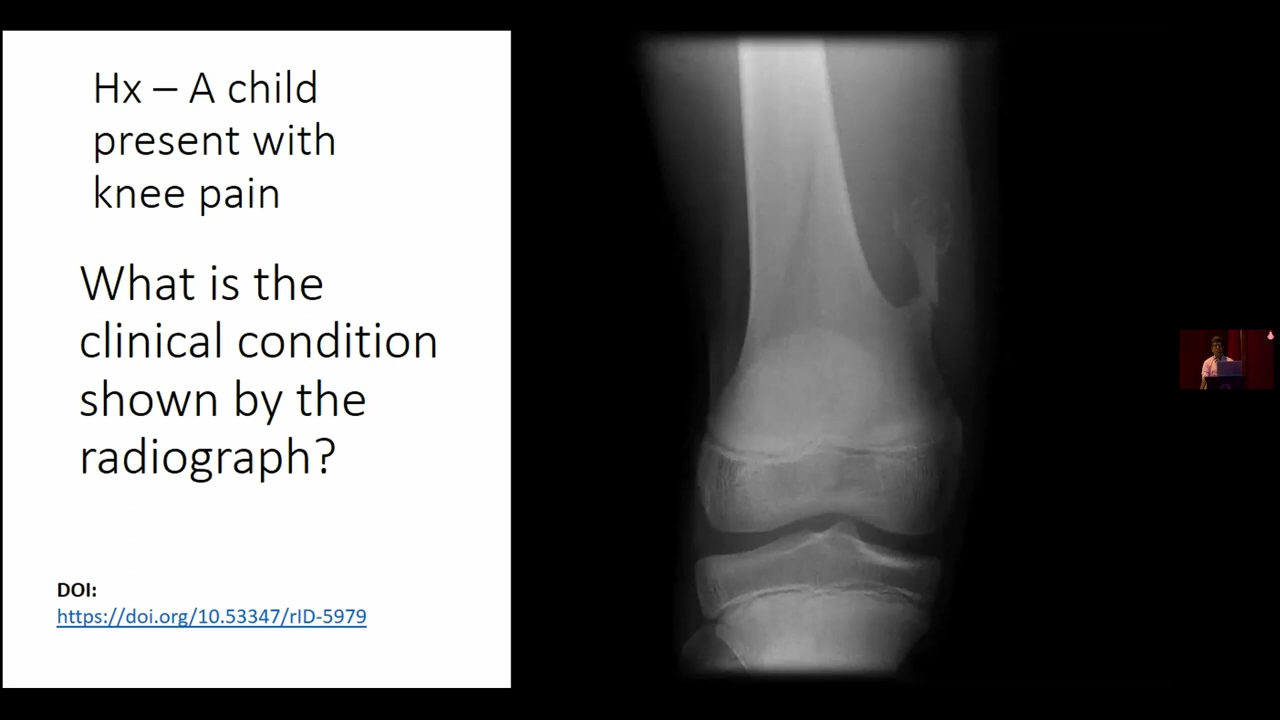 Hx – A child
present with
knee pain
What is the
clinical condition
shown by the
radiograph?
DOI:
https://doi.org/10.53347/rID-5979